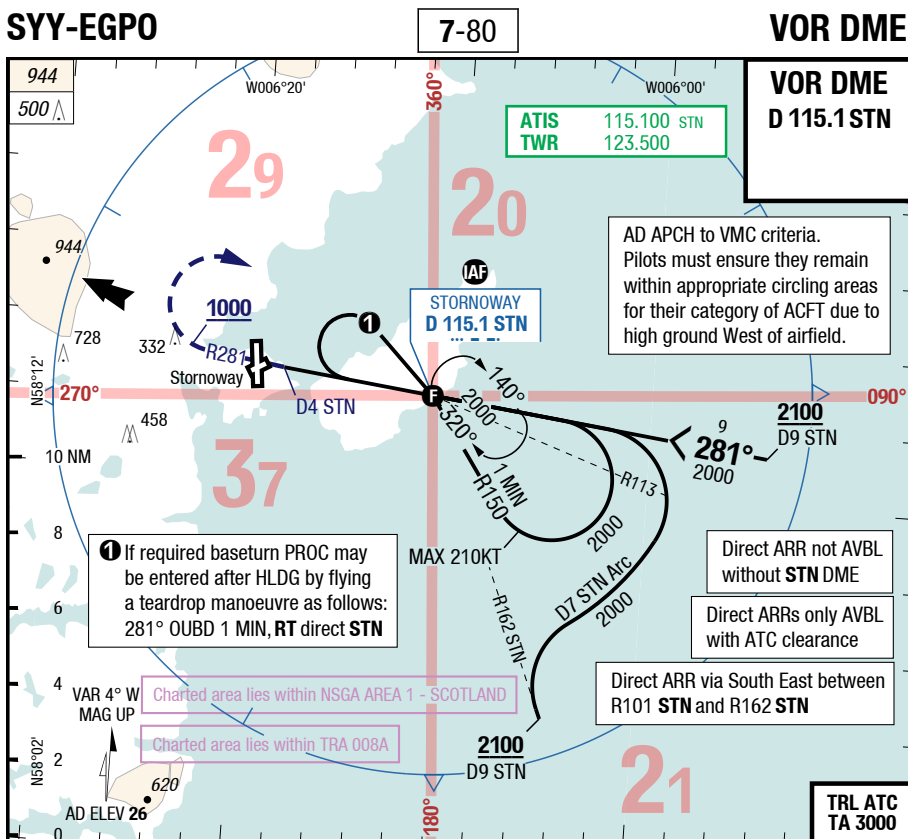 SYY-EGPO
7-80
VOR DME
944
500
W006°20'
360°
W006°00'
VOR DME
D 115.1 STN
ATIS 115.100 STN
TWR 123.500
29
20
AD APCH to VMC criteria.
Pilots must ensure they remain
within appropriate circling areas
for their category of ACFT due to
high ground West of airfield.
944
IAF
STORNOWAY
D 115.1 STN
1000
1
728
332
R281
Stornoway
D4 STN
N58°12'
270°
090°
F
140°
2000
320°
1 MIN
R150
2100
D9 STN
9
281°
2000
458
10 NM
37
R113
MAX 210KT
2000
8
1 If required baseturn PROC may
be entered after HLDG by flying
a teardrop manoeuvre as follows:
281° OUBD 1 MIN, RT direct STN
D7 STN Arc
2000
R162 STN
Direct ARR not AVBL
without STN DME
6
Direct ARRs only AVBL
with ATC clearance
4
VAR 4° W
MAG UP
Charted area lies within NSGA AREA 1 - SCOTLAND
Direct ARR via South East between
R101 STN and R162 STN
Charted area lies within TRA 008A
2100
D9 STN
N58°02'
2
620
21
AD ELEV 26
0
180°
TRL ATC
TA 3000